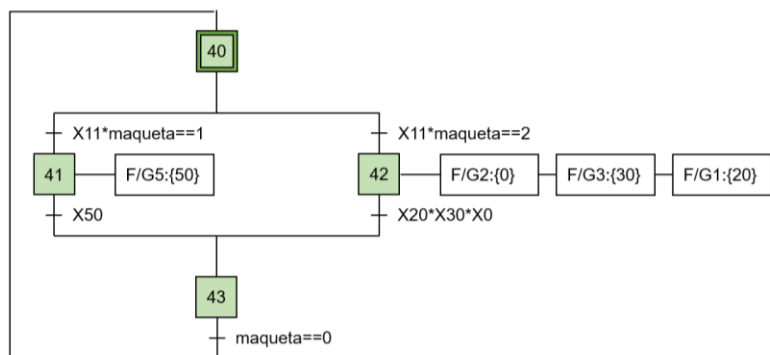 40
X11*maqueta==1
X11*maqueta==2
41
F/G5:{50}
42
F/G2:{0}
F/G3:{30}
F/G1:{20}
X50
X20*X30*X0
43
maqueta==0